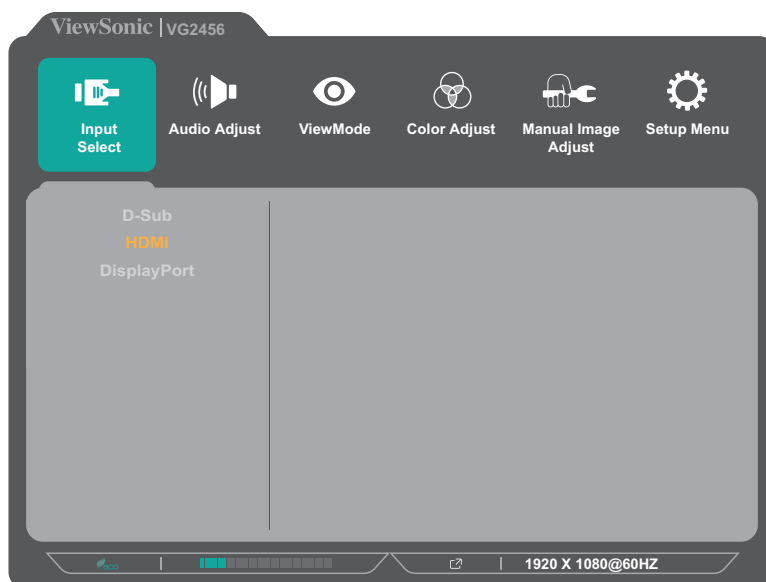 ViewSonic | VG2456
Input
Select
Audio Adjust
ViewMode
Color Adjust
Manual Image
Adjust
Setup Menu
D-Sub
HDMI
DisplayPort
eco
1920 X 1080@60HZ